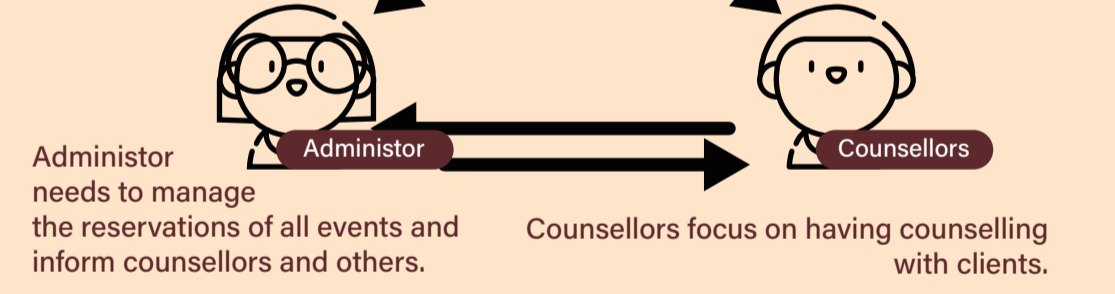 Administor
Counsellors
Administor
needs to manage
the reservations of all events and
inform counsellors and others.
Counsellors focus on having counselling
with clients.